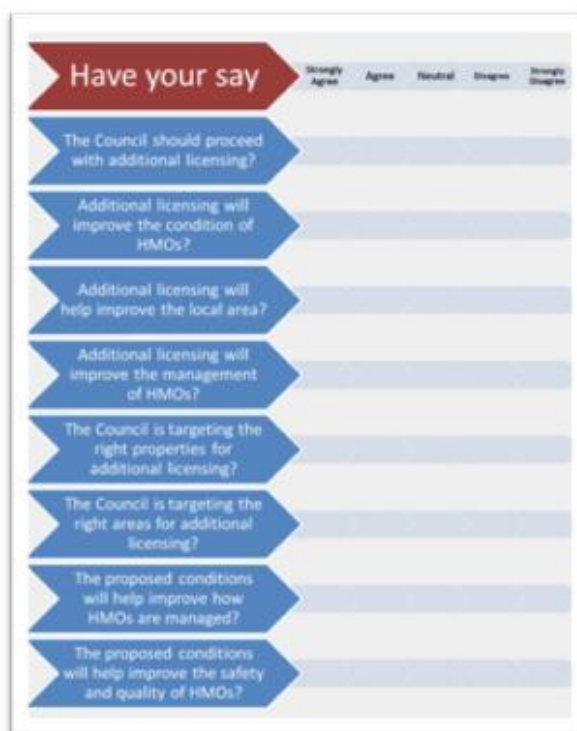 Have your say
Strongly Agree
Agree
Neutral
Disagree
Strongly Disagree
The Council should proceed
with additional licensing?
Additional licensing will
improve the condition of
HMOs?
Additional licensing will
help improve the local area?
Additional licensing will
improve the management
of HMOs?
The Council is targeting the
right properties for
additional licensing?
The Council is targeting the
right areas for additional
licensing?
The proposed conditions
will help improve how
HMOs are managed?
The proposed conditions
will help improve the safety
and quality of HMOs?